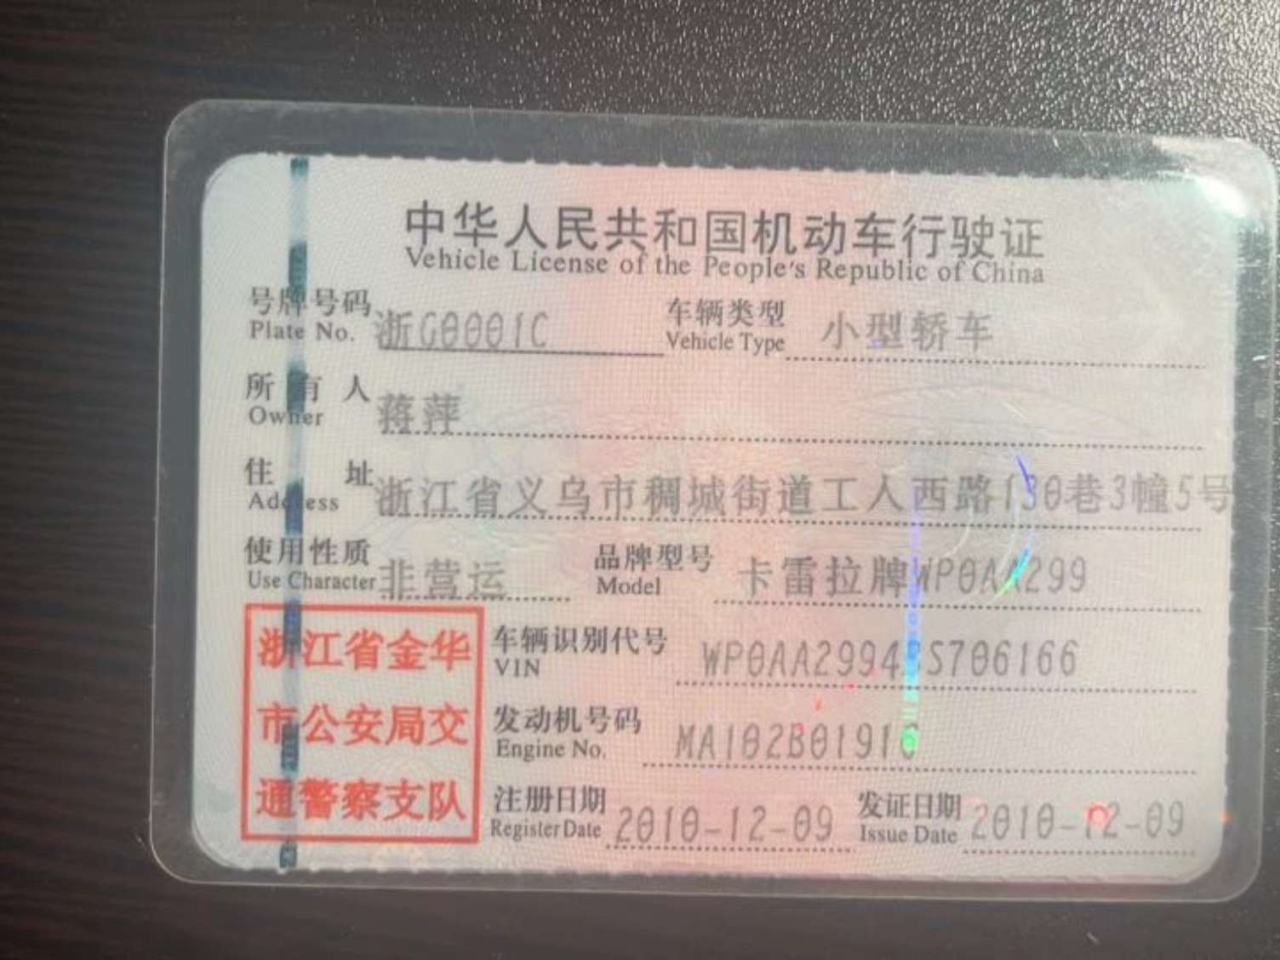 中华人民共和国机动车行驶证
Vehicle License of the People's Republic of China
号牌号码 浙G0001C 车辆类型 小型轿车
Plate No. Vehicle Type
所有人 蒋萍
Owner
住址 浙江省义乌市稠城街道工人西路130巷3幢5号
Address
使用性质 非营运 品牌型号 卡雷拉牌WP0AA299
Use Character Model
浙江省金华
市公安局交
通警察支队
车辆识别代号
VIN
发动机号码
Engine No.
注册日期 2010-12-09 发证日期 2010-12-09
Register Date Issue Date